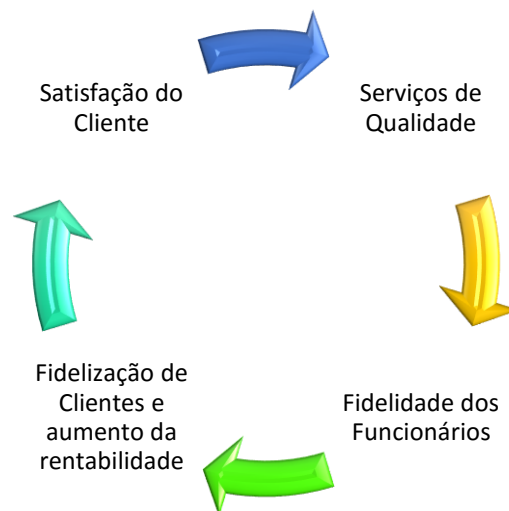 Satisfação do
Cliente
Serviços de
Qualidade
Fidelidade dos
Funcionários
Fidelização de
Clientes e
aumento da
rentabilidade